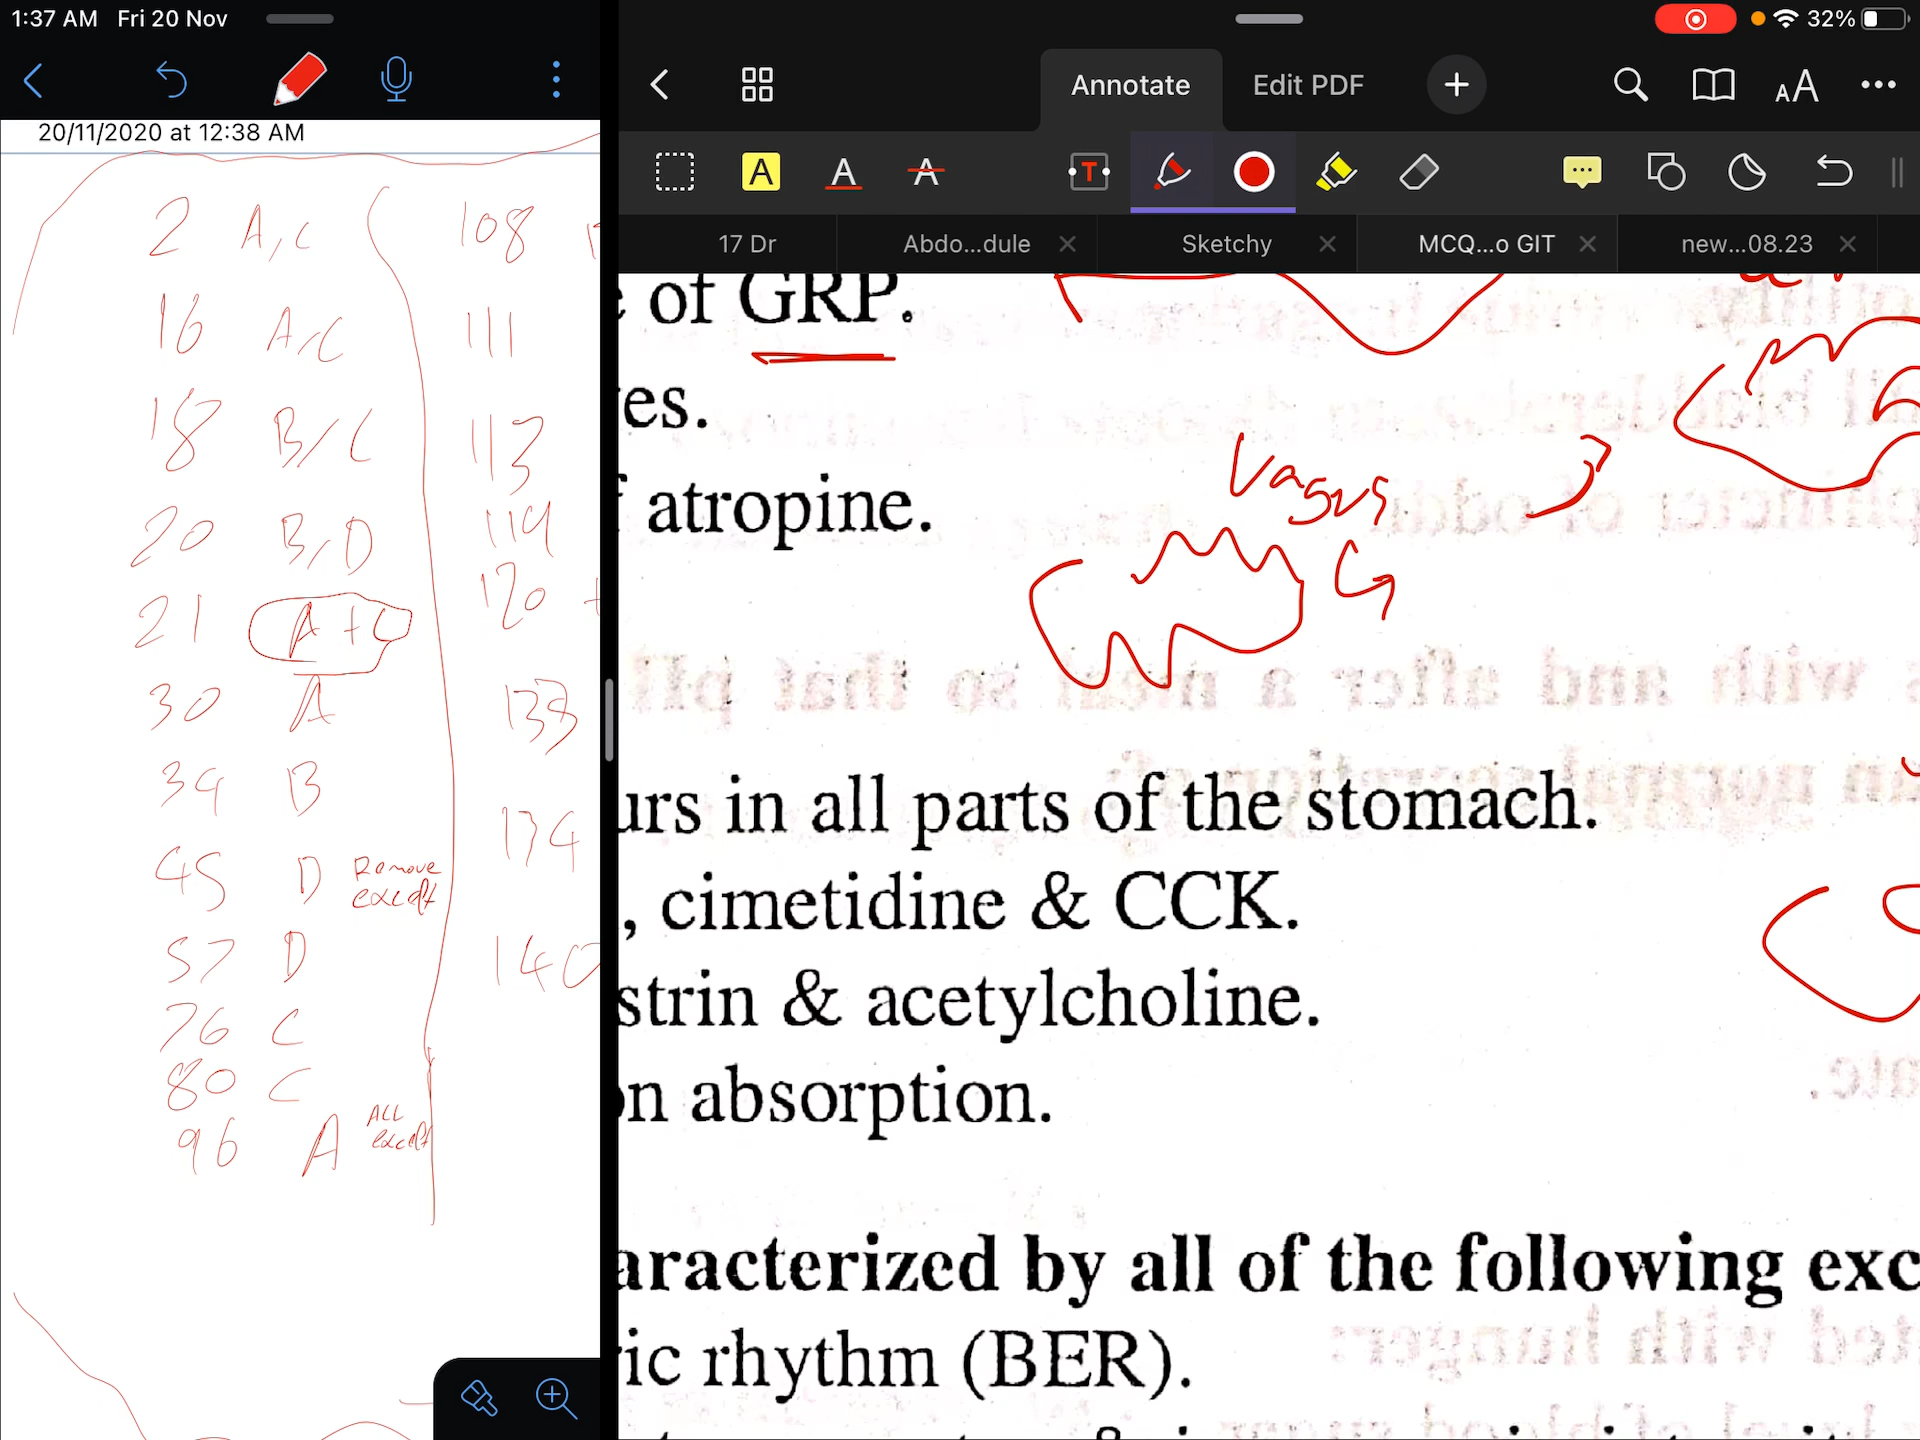 1:37 AM Fri 20 Nov
32%
20/11/2020 at 12:38 AM
2 A,C
16 A/C
18 B/C
20 B/D
21 A+C
30 A
39 B
45 D Remove except
57 D
76 C
80 C
96 A ALL except
108
111
113
119
120 +
133
134
140
Annotate Edit PDF
17 Dr Abdo...dule Sketchy MCQ...o GIT new...08.23
of GRP.
es.
atropine.
Vagus
G
urs in all parts of the stomach.
, cimetidine & CCK.
strin & acetylcholine.
on absorption.
aracterized by all of the following exc
ic rhythm (BER).